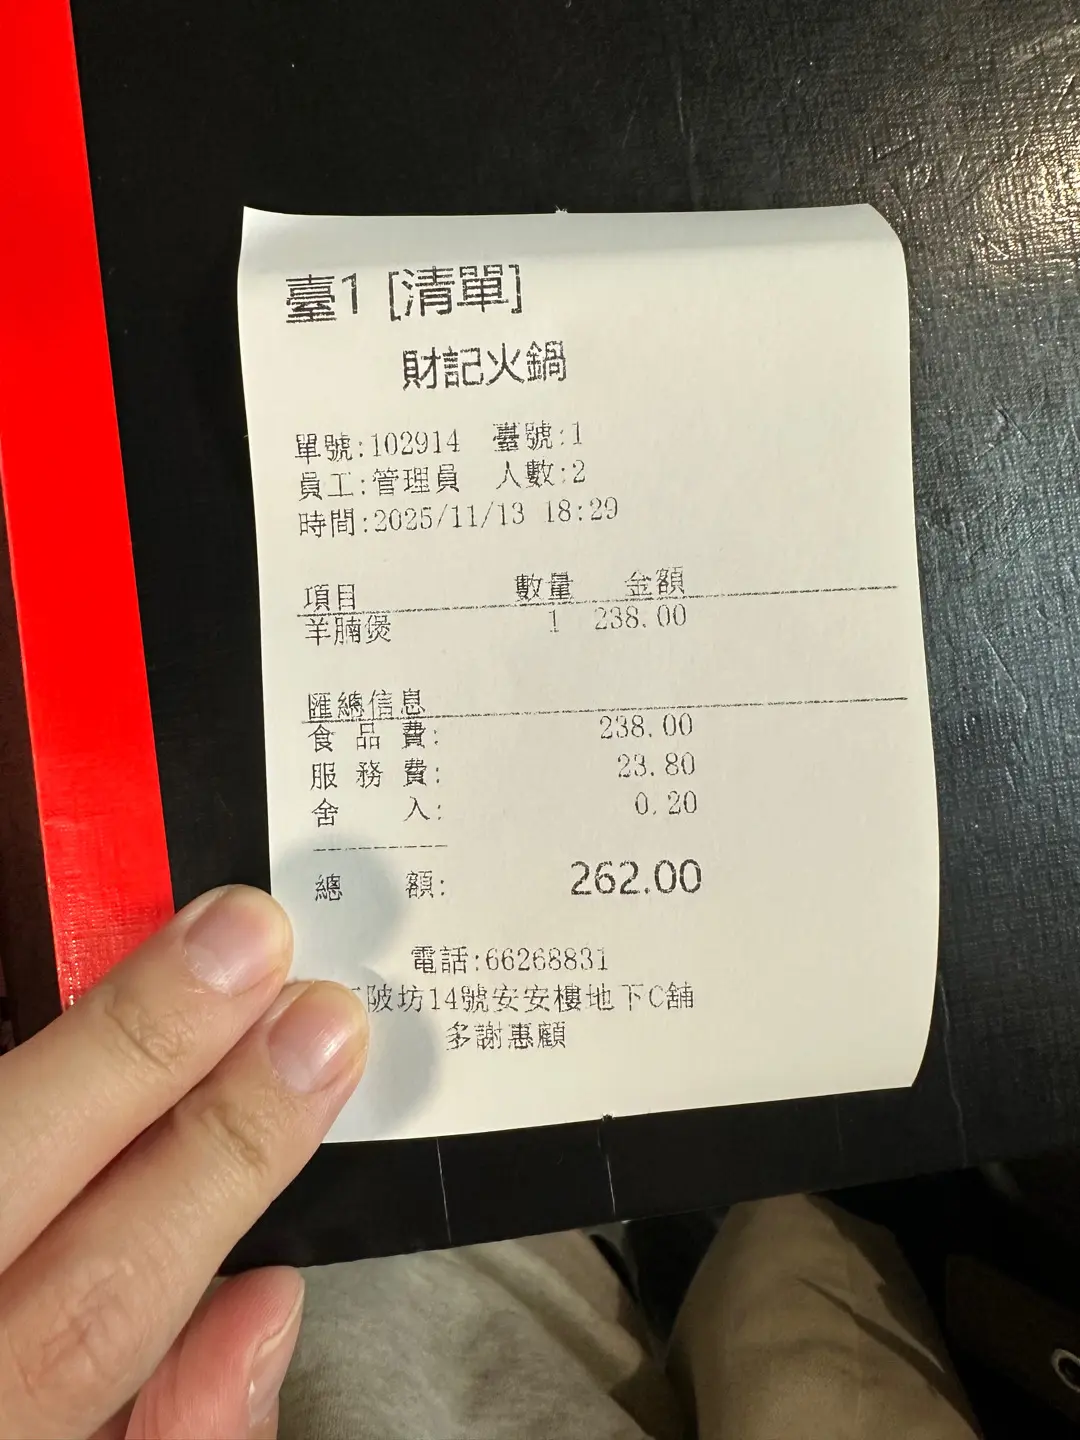 臺1 [清單]
財記火鍋
單號:102914 臺號:1
員工:管理員 人數:2
時間:2025/11/13 18:29
項目 數量 金額
羊腩煲 1 238.00
匯總信息
食品費: 238.00
服務費: 23.80
舍入: 0.20
總額: 262.00
電話:66268831
陂坊14號安安樓地下C舖
多謝惠顧